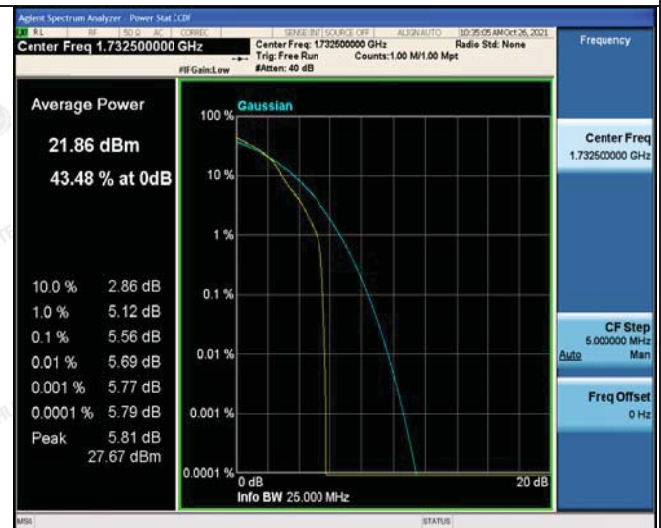 Agilent Spectrum Analyzer - Power Stat CCDF
RL RF 50 Ω AC CORREC SENSE:INT SOURCE OFF ALIGN AUTO 10:35:05 AM Oct 26, 2021
Center Freq 1.732500000 GHz
Center Freq: 1.732500000 GHz
Radio Std: None
Trig: Free Run
Counts:1.00 M/1.00 Mpt
#IFGain:Low
#Atten: 40 dB
Frequency
Average Power
21.86 dBm
43.48 % at 0dB
10.0 % 2.86 dB
1.0 % 5.12 dB
0.1 % 5.56 dB
0.01 % 5.69 dB
0.001 % 5.77 dB
0.0001 % 5.79 dB
Peak 5.81 dB
27.67 dBm
Gaussian
100 %
10 %
1 %
0.1 %
0.01 %
0.001 %
0.0001 %
0 dB
20 dB
Info BW 25.000 MHz
Center Freq
1.732500000 GHz
CF Step
5.000000 MHz
Auto Man
Freq Offset
0 Hz
MSG
STATUS